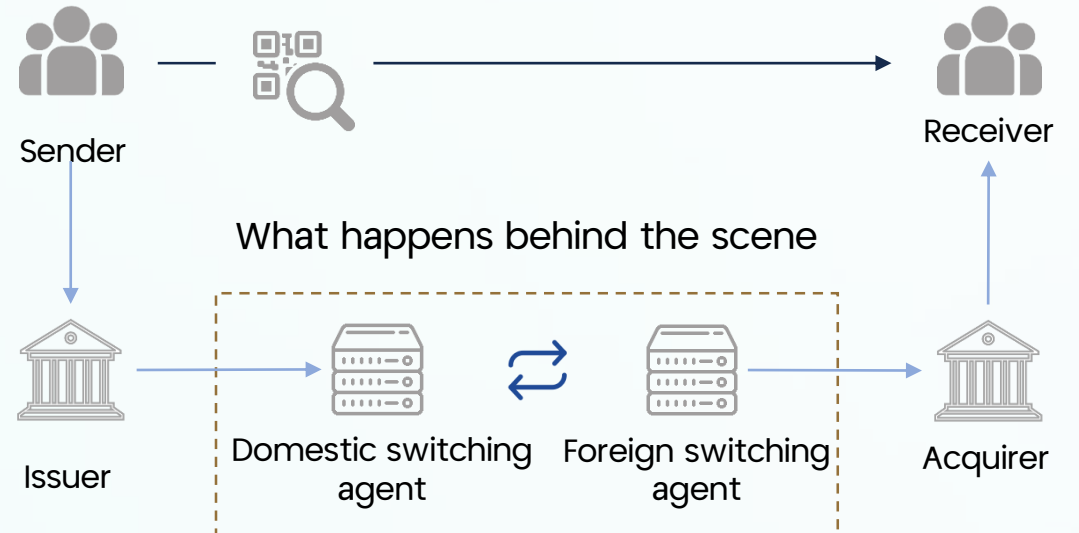 Sender
Receiver
What happens behind the scene
Issuer
Domestic switching
agent
Foreign switching
agent
Acquirer